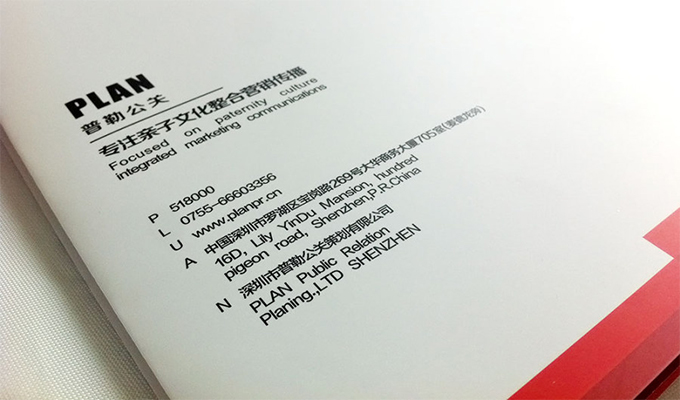 PLAN
普勒公关
专注亲子文化整合营销传播
Focused on paternity culture
integrated marketing communications
P 518000
L 0755-66603356
U www.planpr.cn
A 中国深圳市罗湖区宝岗路269号大华商务大厦705室(麦德龙旁)
16D, Lily YinDu Mansion, hundred
pigeon road, Shenzhen,P.R.China
N 深圳市普勒公关策划有限公司
PLAN Public Relation
Planing.,LTD SHENZHEN